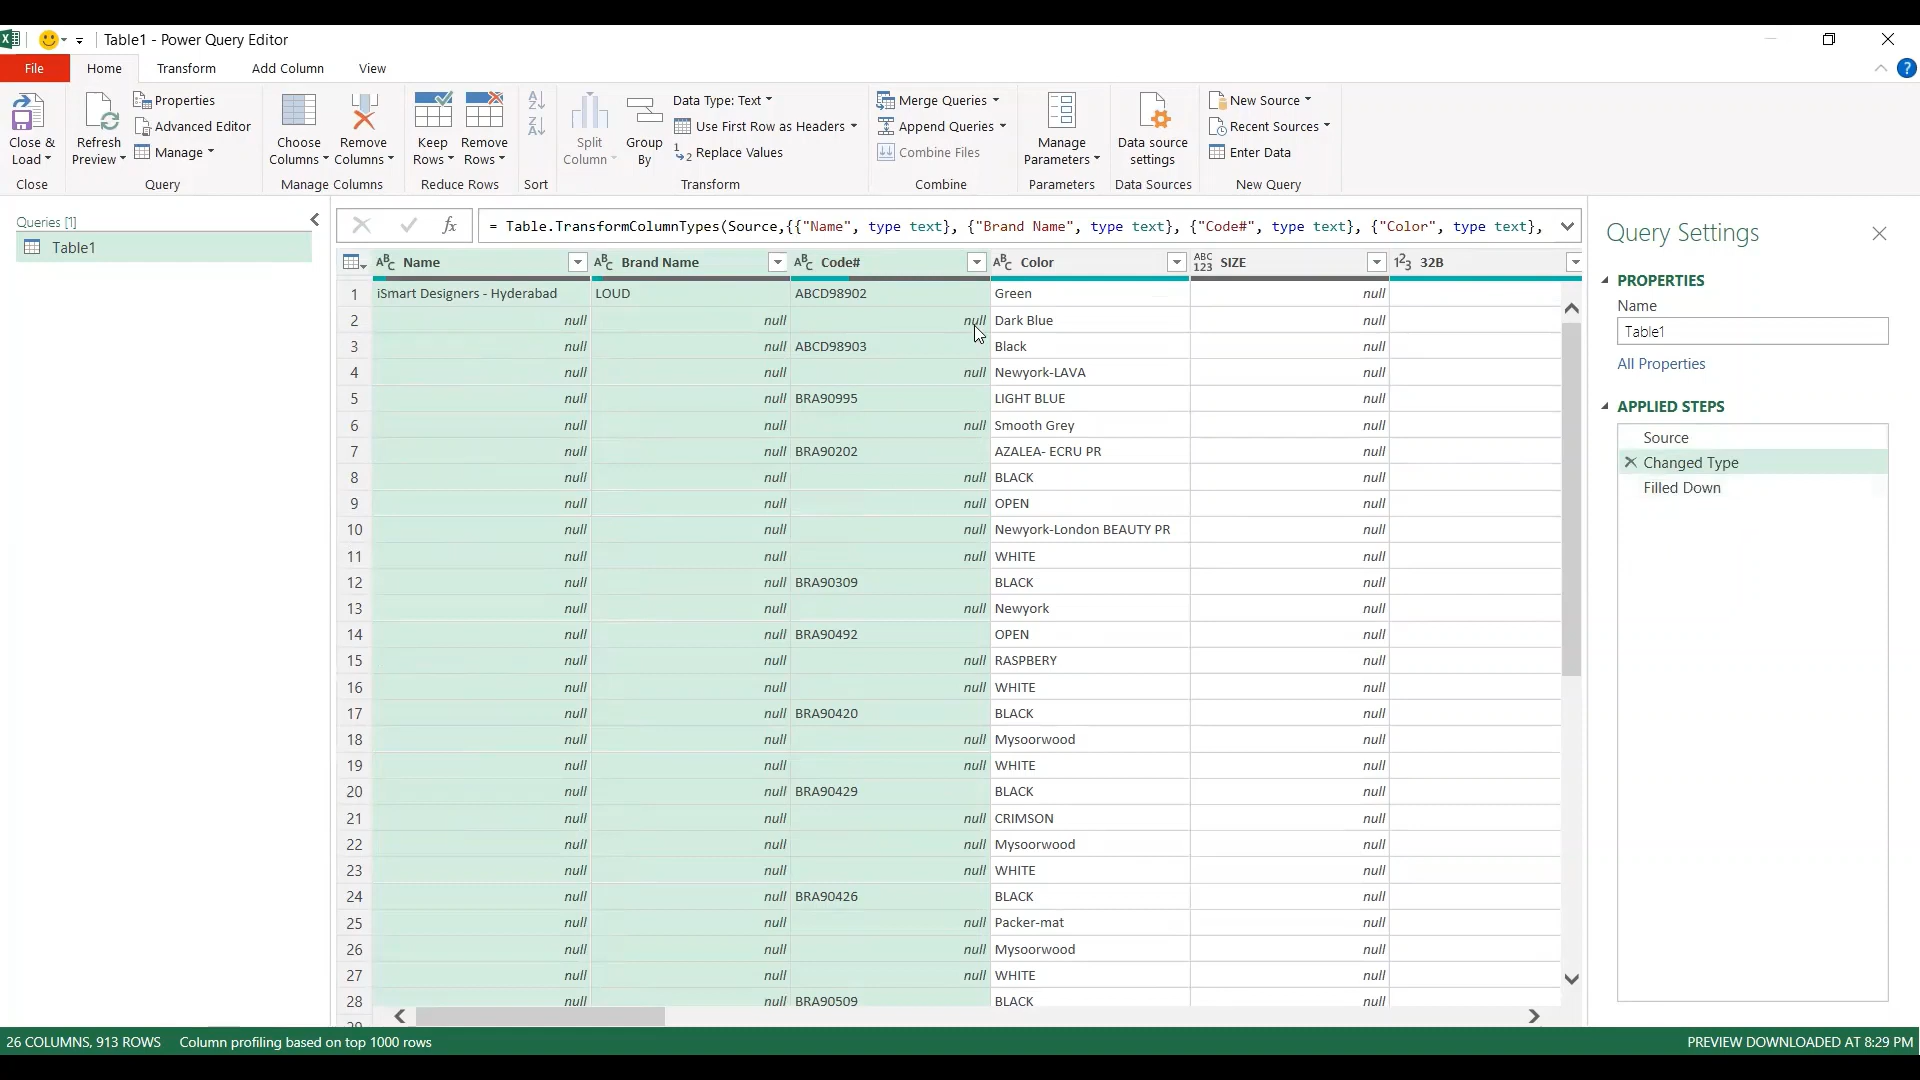 Table1 - Power Query Editor
File Home Transform Add Column View
Close & Load
Close
Refresh Preview
Properties
Advanced Editor
Manage
Query
Choose Columns
Remove Columns
Manage Columns
Keep Rows
Remove Rows
Reduce Rows
Sort
Split Column
Group By
Data Type: Text
Use First Row as Headers
Replace Values
Transform
Merge Queries
Append Queries
Combine Files
Combine
Manage Parameters
Parameters
Data source settings
Data Sources
New Source
Recent Sources
Enter Data
New Query
Queries [1]
Table1
= Table.TransformColumnTypes(Source,{{"Name", type text}, {"Brand Name", type text}, {"Code#", type text}, {"Color", type text},
Name Brand Name Code# Color SIZE 32B
1 iSmart Designers - Hyderabad LOUD ABCD98902 Green null
2 null null null Dark Blue null
3 null null ABCD98903 Black null
4 null null null Newyork-LAVA null
5 null null BRA90995 LIGHT BLUE null
6 null null null Smooth Grey null
7 null null BRA90202 AZALEA- ECRU PR null
8 null null null BLACK null
9 null null null OPEN null
10 null null null Newyork-London BEAUTY PR null
11 null null null WHITE null
12 null null BRA90309 BLACK null
13 null null null Newyork null
14 null null BRA90492 OPEN null
15 null null null RASPBERY null
16 null null null WHITE null
17 null null BRA90420 BLACK null
18 null null null Mysoorwood null
19 null null null WHITE null
20 null null BRA90429 BLACK null
21 null null null CRIMSON null
22 null null null Mysoorwood null
23 null null null WHITE null
24 null null BRA90426 BLACK null
25 null null null Packer-mat null
26 null null null Mysoorwood null
27 null null null WHITE null
28 null null BRA90509 BLACK null
Query Settings
PROPERTIES
Name
Table1
All Properties
APPLIED STEPS
Source
Changed Type
Filled Down
26 COLUMNS, 913 ROWS Column profiling based on top 1000 rows
PREVIEW DOWNLOADED AT 8:29 PM